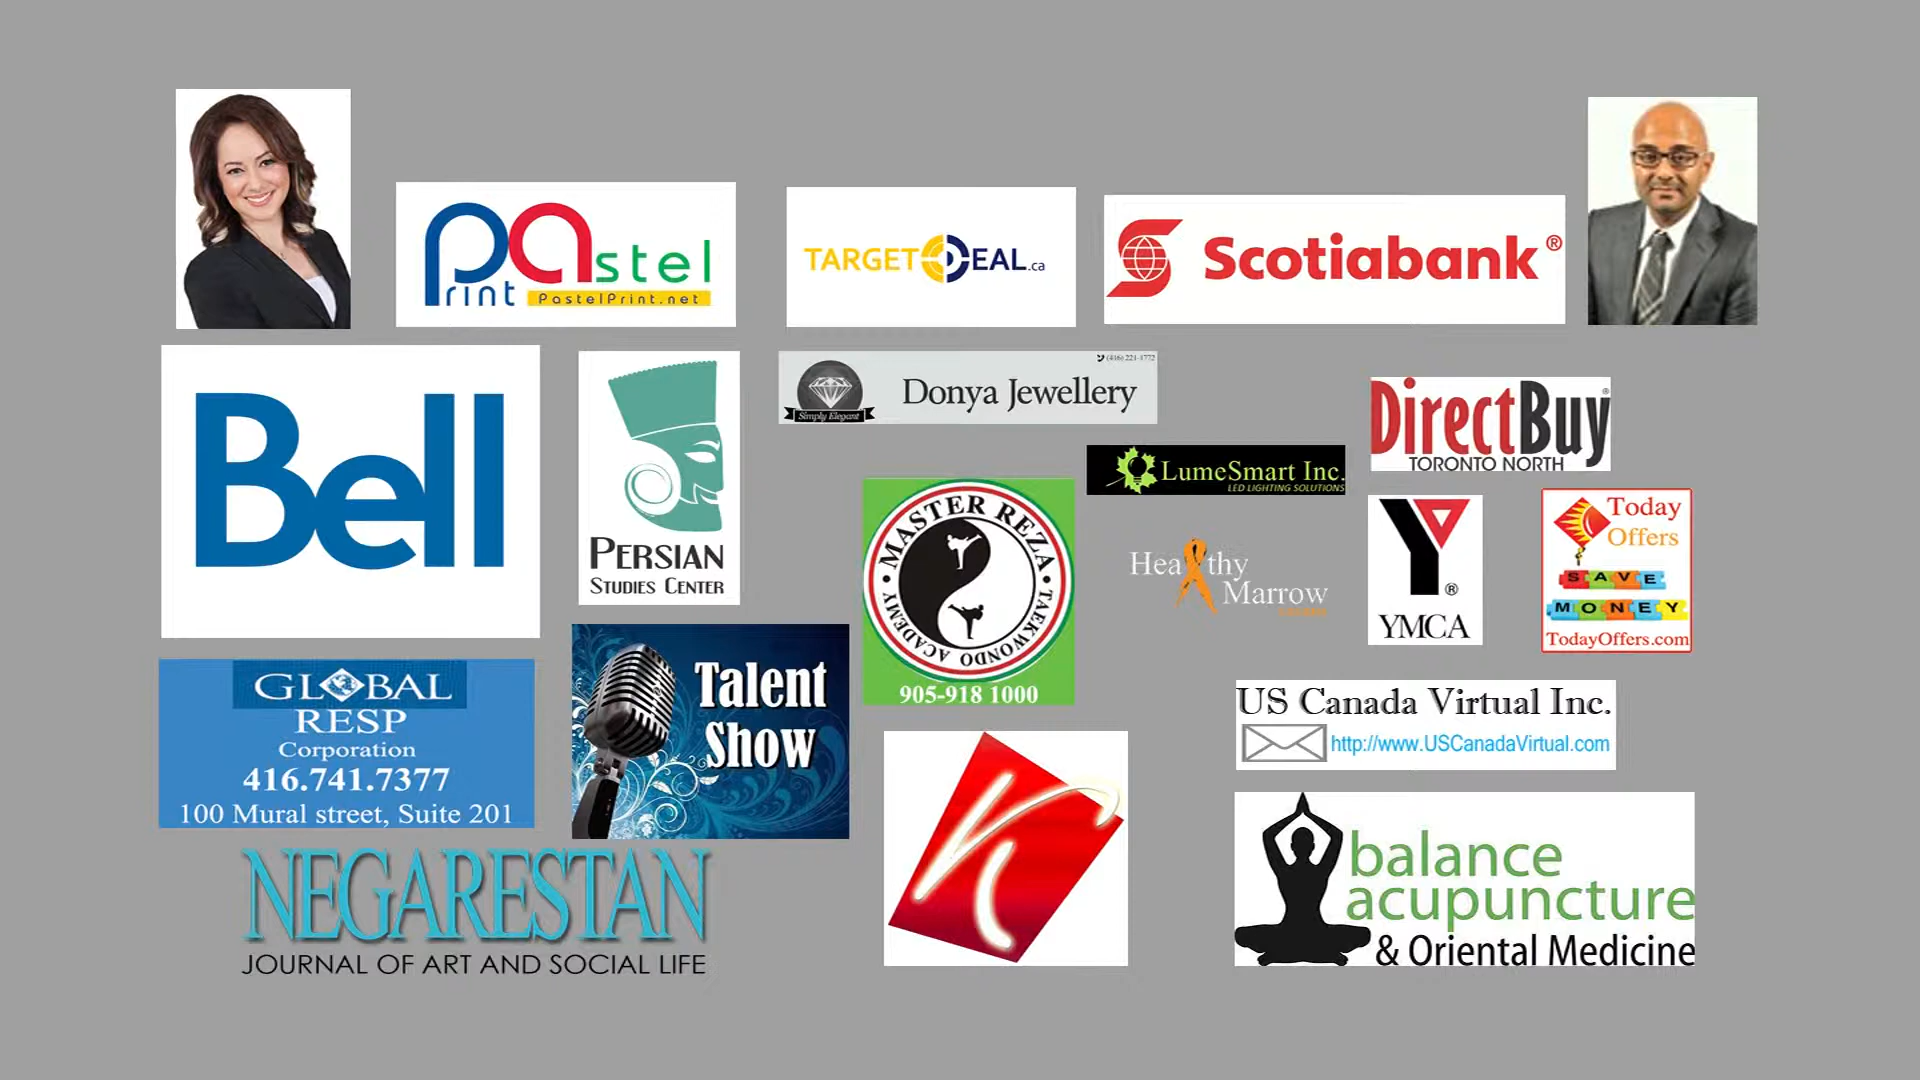 PAstel
Print
PastelPrint.net
TARGET DEAL.ca
Scotiabank®
Bell
PERSIAN
STUDIES CENTER
(416) 221-1772
Donya Jewellery
Simply Elegant
DirectBuy®
TORONTO NORTH
LumeSmart Inc.
LED LIGHTING SOLUTIONS
MASTER REZA
TAEKWONDO ACADEMY
905-918 1000
Healthy
Marrow
YMCA
®
Today
Offers
SAVE
MONEY
TodayOffers.com
GLOBAL
RESP
Corporation
416.741.7377
100 Mural street, Suite 201
Talent
Show
US Canada Virtual Inc.
http://www.USCanadaVirtual.com
K
NEGARESTAN
JOURNAL OF ART AND SOCIAL LIFE
balance
acupuncture
& Oriental Medicine